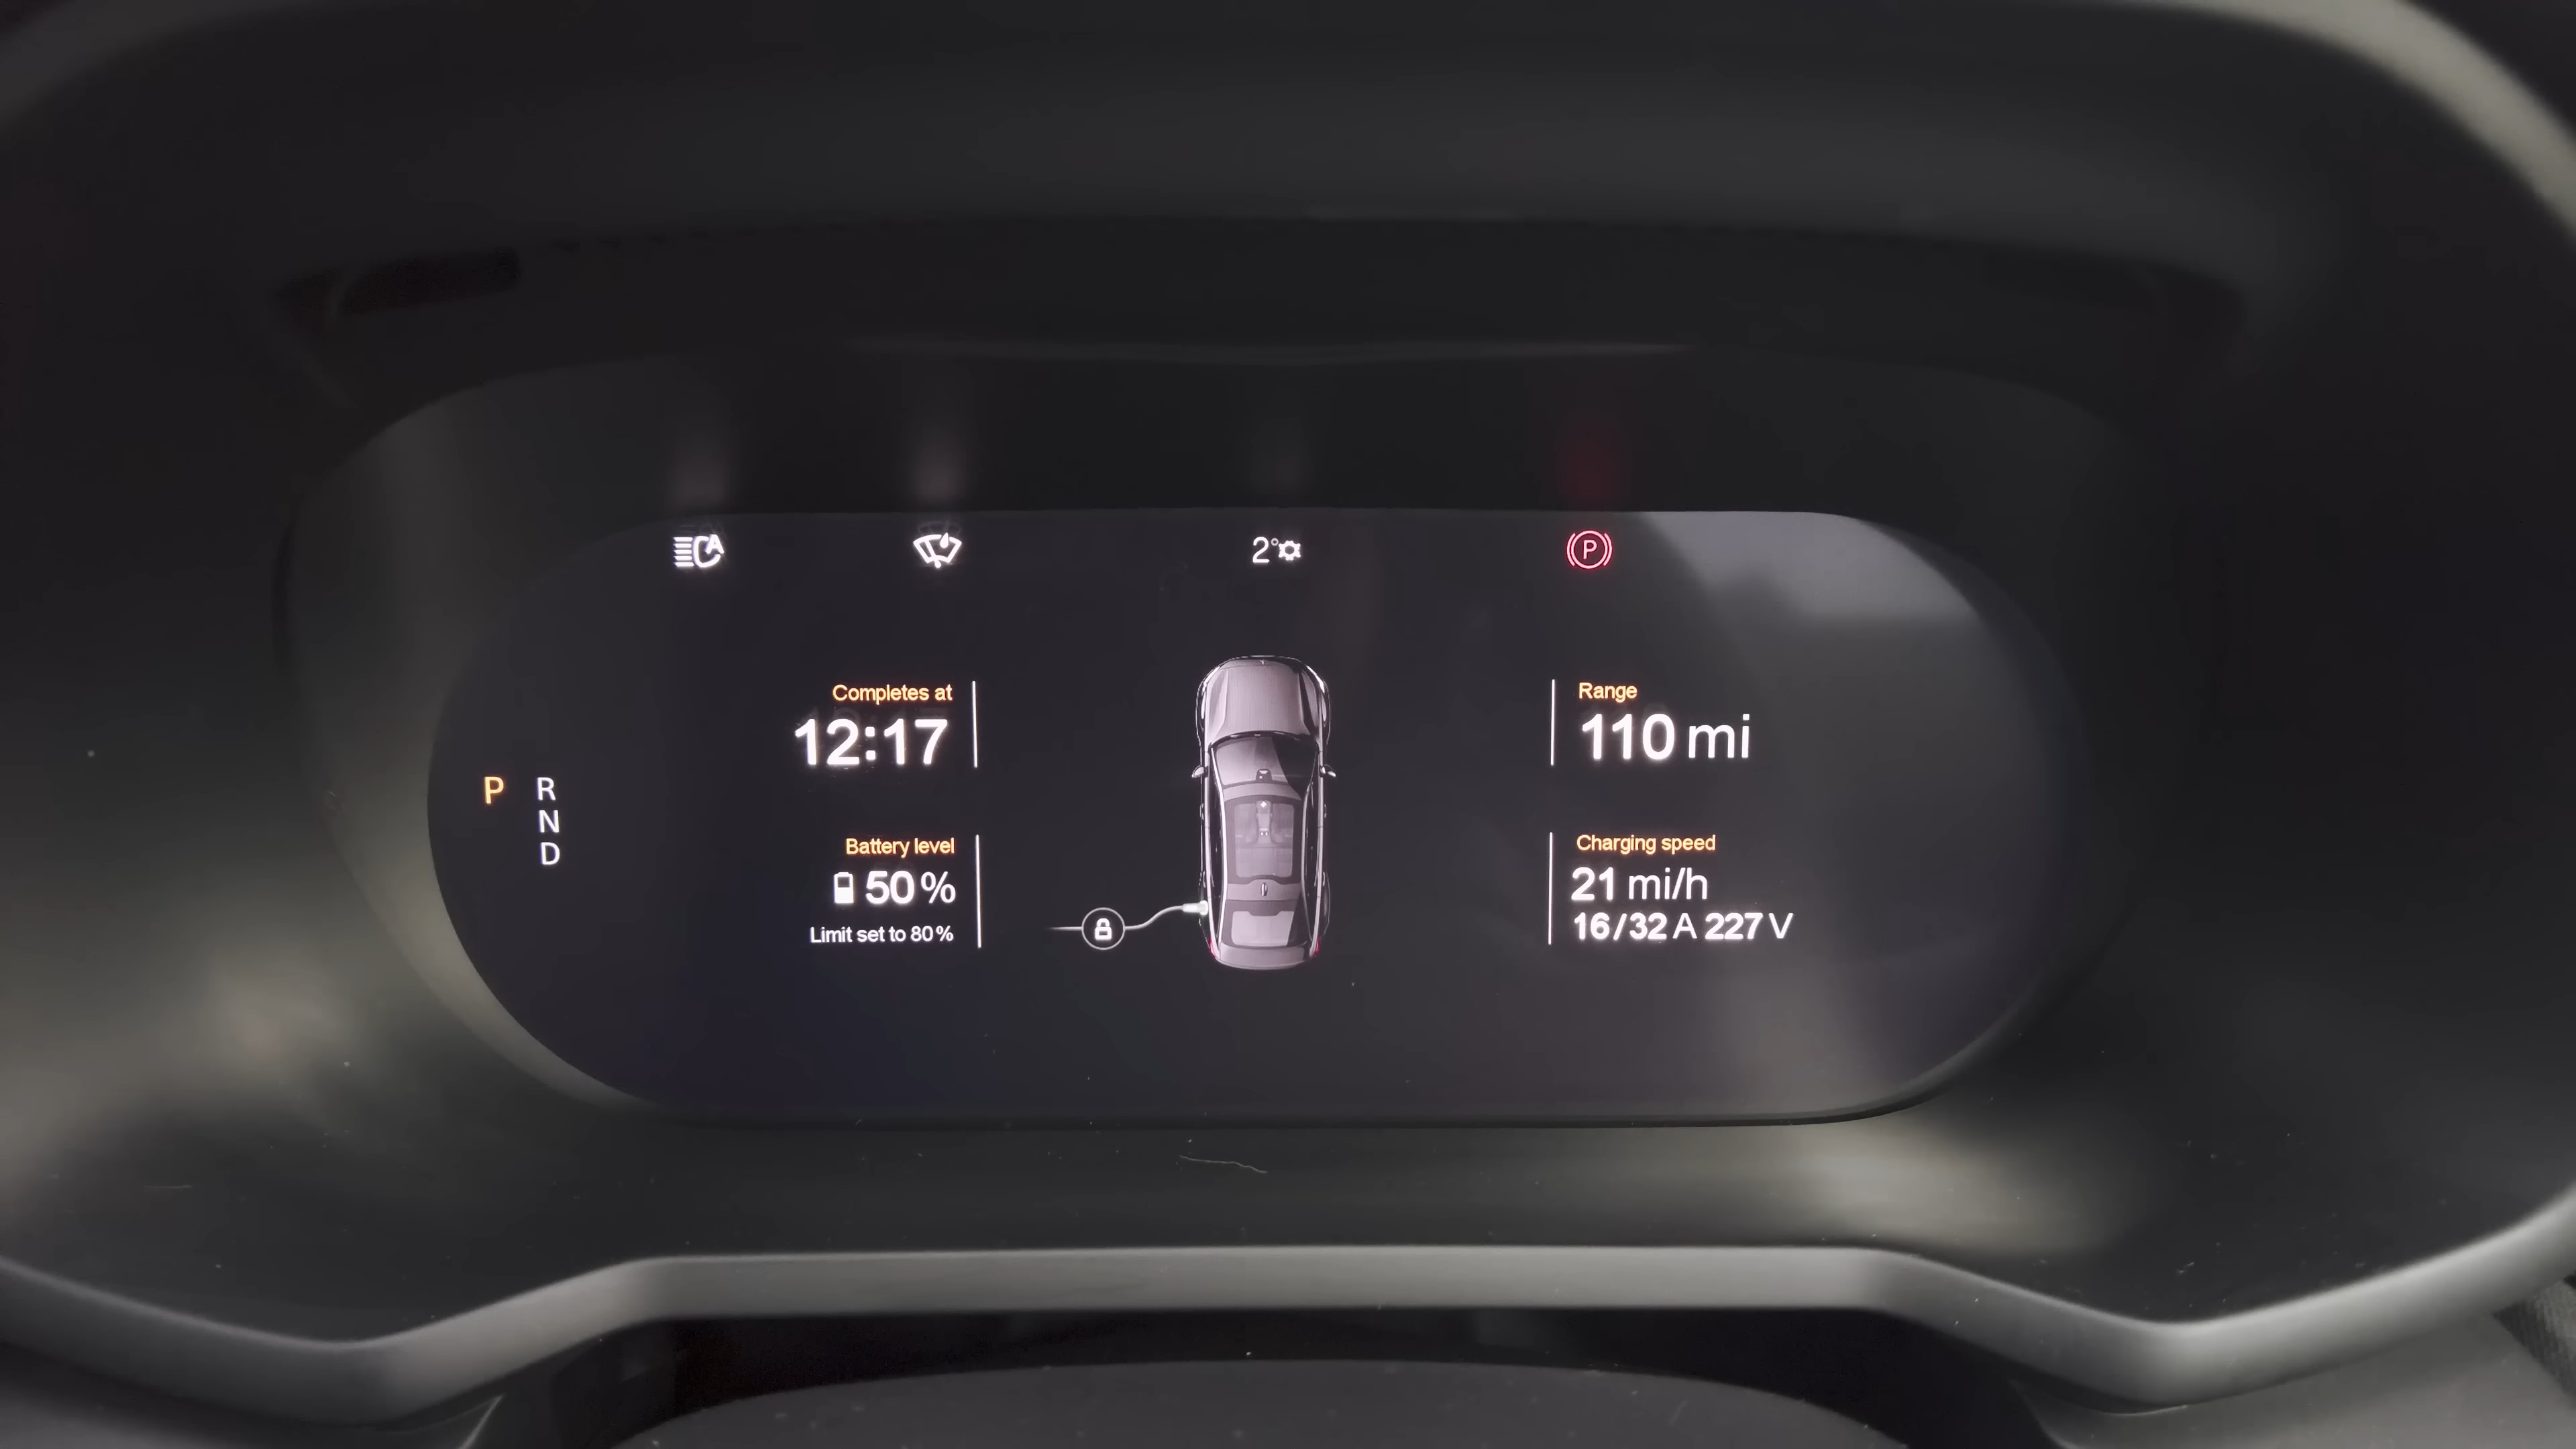 2°
P
Completes at
12:17
Range
110 mi
P R
N
D
Battery level
50%
Limit set to 80%
Charging speed
21 mi/h
16/32 A 227 V